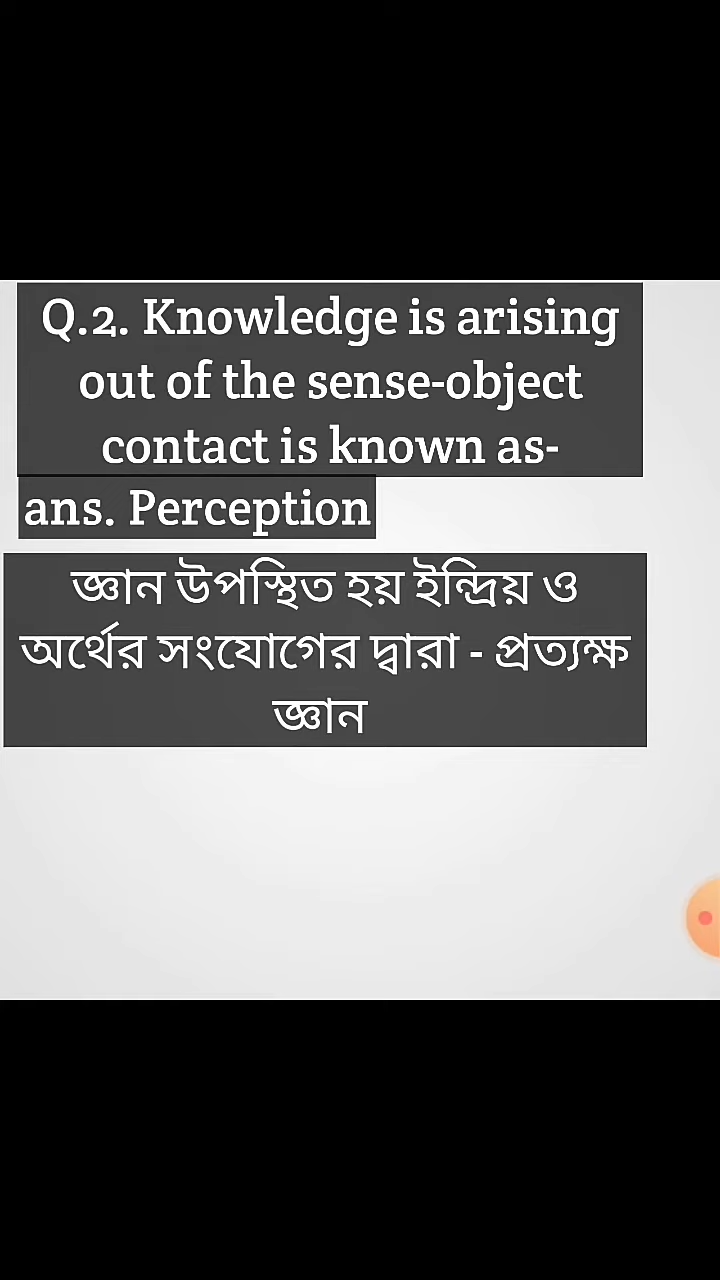 Q.2. Knowledge is arising
out of the sense-object
contact is known as-
ans. Perception
জ্ঞান উপস্থিত হয় ইন্দ্রিয় ও
অর্থের সংযোগের দ্বারা - প্রত্যক্ষ
জ্ঞান